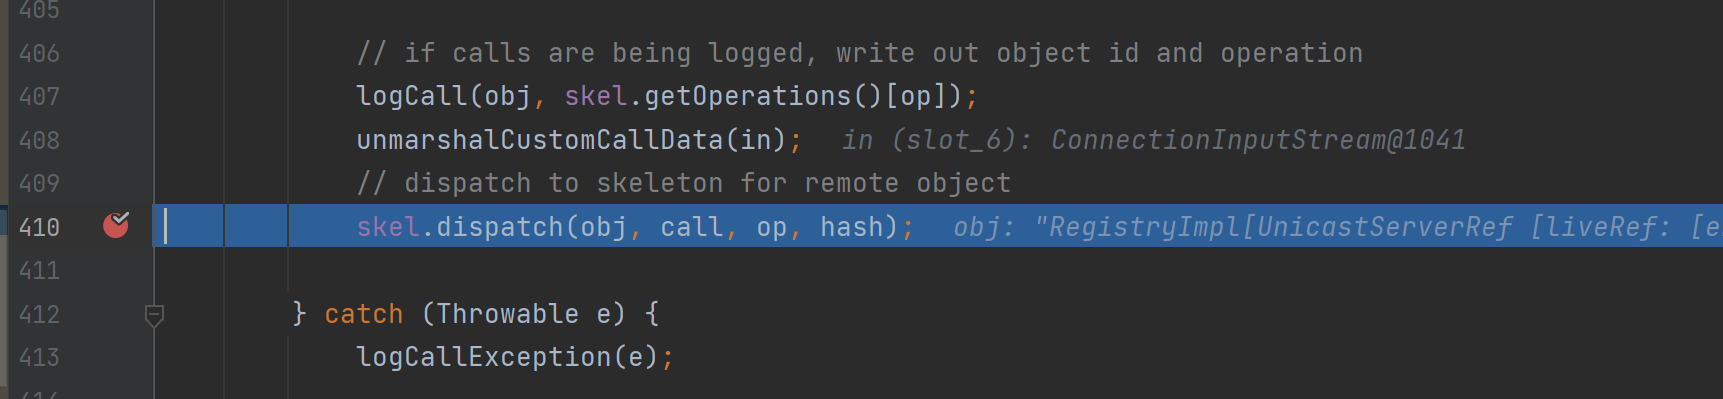 405
406 // if calls are being logged, write out object id and operation
407 logCall(obj, skel.getOperations()[op]);
408 unmarshalCustomCallData(in); in (slot_6): ConnectionInputStream@1041
409 // dispatch to skeleton for remote object
410 skel.dispatch(obj, call, op, hash); obj: "RegistryImpl[UnicastServerRef [liveRef: [e
411
412 } catch (Throwable e) {
413 logCallException(e);